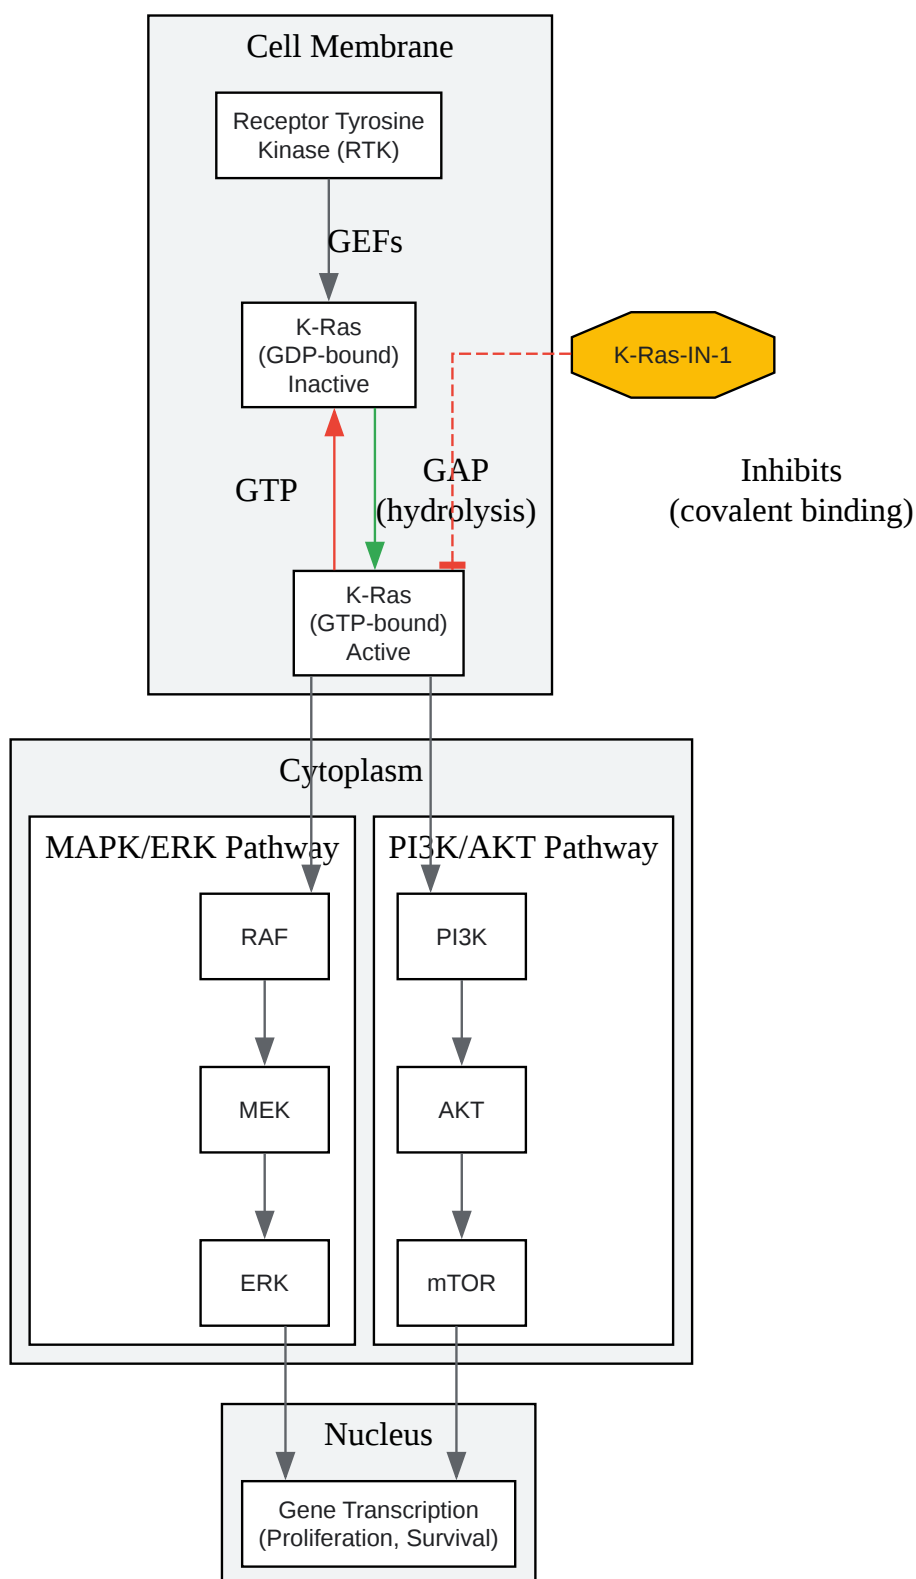 Cell Membrane
Receptor Tyrosine
Kinase (RTK)
GEFs
K-Ras
(GDP-bound)
Inactive
K-Ras-IN-1
GTP
GAP
(hydrolysis)
Inhibits
(covalent binding)
K-Ras
(GTP-bound)
Active
Cytoplasm
MAPK/ERK Pathway
PI3K/AKT Pathway
RAF
PI3K
MEK
AKT
ERK
mTOR
Nucleus
Gene Transcription
(Proliferation, Survival)